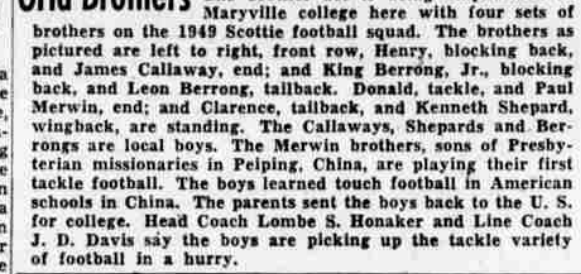 Grid Brothers
Maryville college here with four sets of
brothers on the 1949 Scottie football squad. The brothers as
pictured are left to right, front row, Henry, blocking back,
and James Callaway, end; and King Berrong, Jr., blocking
back, and Leon Berrong, tailback. Donald, tackle, and Paul
Merwin, end; and Clarence, tailback, and Kenneth Shepard,
wingback, are standing. The Callaways, Shepards and Ber-
rongs are local boys. The Merwin brothers, sons of Presby-
terian missionaries in Peiping, China, are playing their first
tackle football. The boys learned touch football in American
schools in China. The parents sent the boys back to the U. S.
for college. Head Coach Lombe S. Honaker and Line Coach
J. D. Davis say the boys are picking up the tackle variety
of football in a hurry.